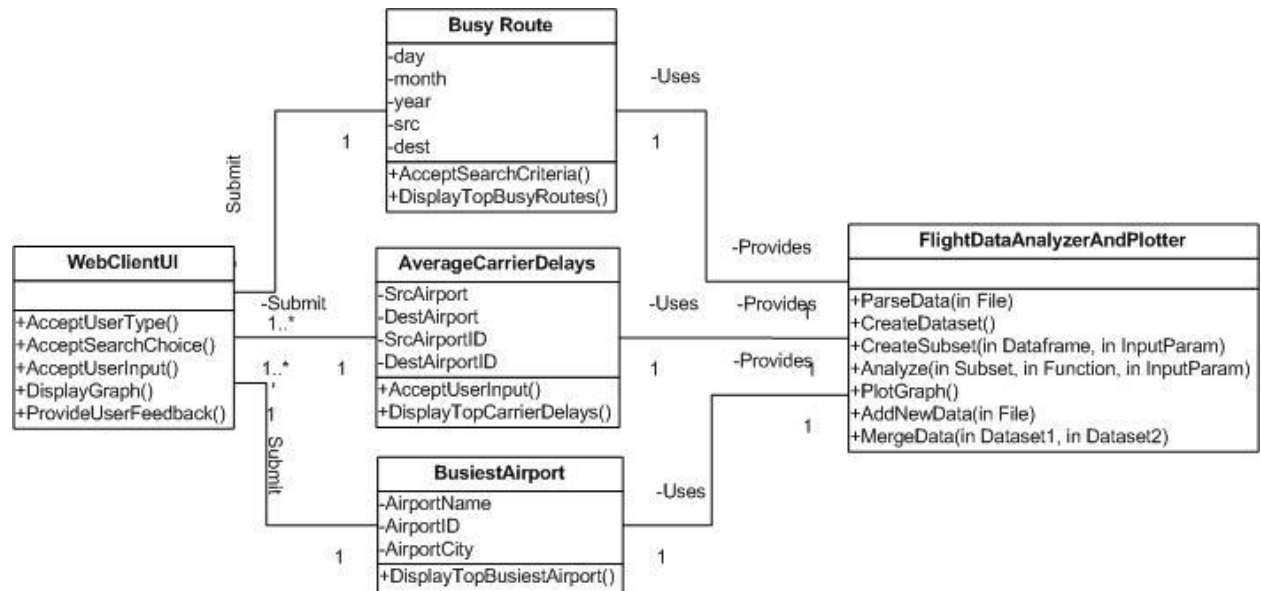 Busy Route
-day
-month
-year
-src
-dest
+AcceptSearchCriteria()
+DisplayTopBusyRoutes()
-Uses
1
1
Submit
WebClientUI
+AcceptUserType()
+AcceptSearchChoice()
+AcceptUserInput()
+DisplayGraph()
+ProvideUserFeedback()
-Submit
1..*
1..*
1
1
Submit
AverageCarrierDelays
-SrcAirport
-DestAirport
-SrcAirportID
-DestAirportID
+AcceptUserInput()
+DisplayTopCarrierDelays()
-Uses
1
-Provides
-Provides
1
-Provides
1
1
FlightDataAnalyzerAndPlotter
+ParseData(in File)
+CreateDataset()
+CreateSubset(in Dataframe, in InputParam)
+Analyze(in Subset, in Function, in InputParam)
+PlotGraph()
+AddNewData(in File)
+MergeData(in Dataset1, in Dataset2)
BusiestAirport
-AirportName
-AirportID
-AirportCity
+DisplayTopBusiestAirport()
-Uses
1
1